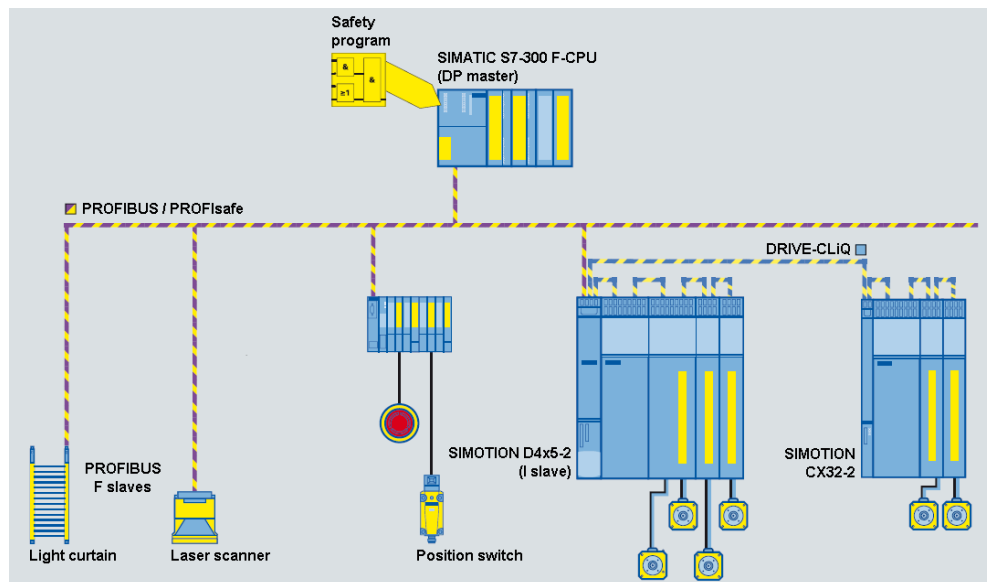 Safety
program
&
&
≥1
SIMATIC S7-300 F-CPU
(DP master)
PROFIBUS / PROFIsafe
DRIVE-CLiQ
SIMOTION D4x5-2
(I slave)
SIMOTION
CX32-2
PROFIBUS
F slaves
Light curtain
Laser scanner
Position switch